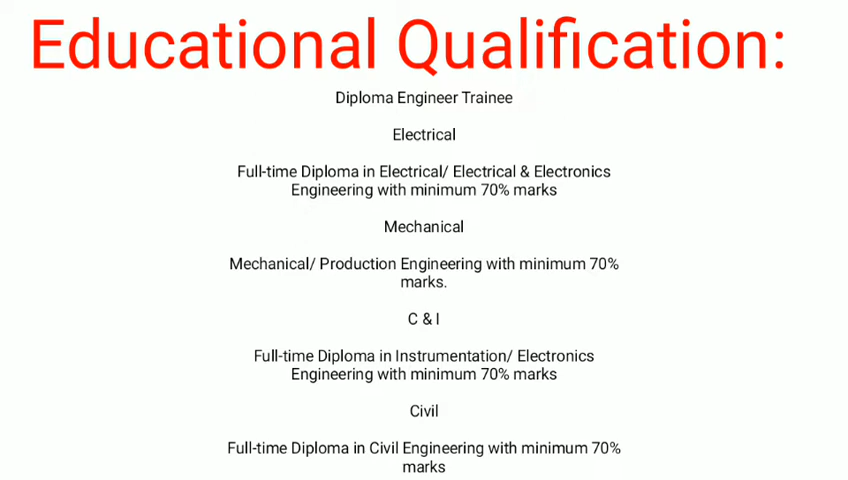 Educational Qualification:
Diploma Engineer Trainee
Electrical
Full-time Diploma in Electrical/ Electrical & Electronics
Engineering with minimum 70% marks
Mechanical
Mechanical/ Production Engineering with minimum 70%
marks.
C & I
Full-time Diploma in Instrumentation/ Electronics
Engineering with minimum 70% marks
Civil
Full-time Diploma in Civil Engineering with minimum 70%
marks